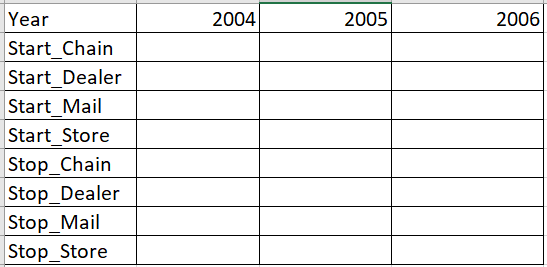 Year 2004 2005 2006
Start_Chain
Start_Dealer
Start_Mail
Start_Store
Stop_Chain
Stop_Dealer
Stop_Mail
Stop_Store